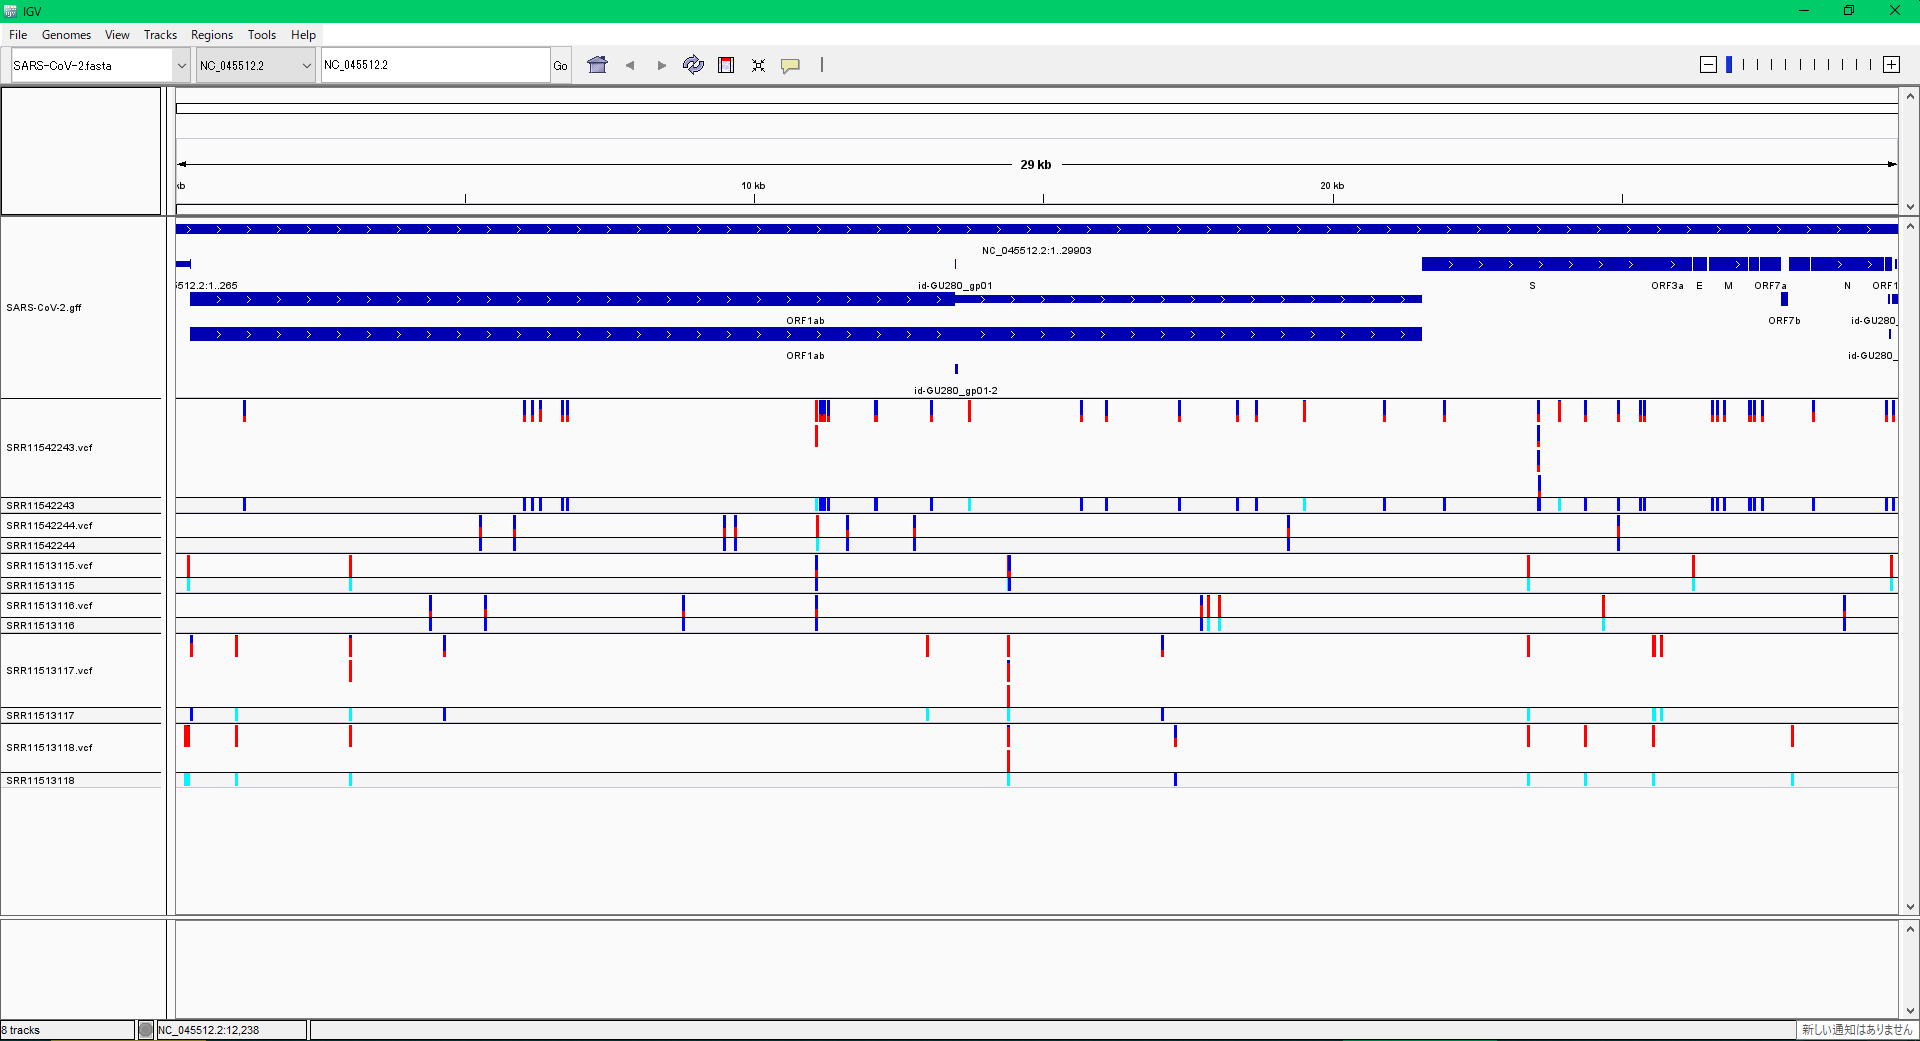 IGV
File Genomes View Tracks Regions Tools Help
SARS-CoV-2.fasta NC_045512.2 NC_045512.2 Go
29 kb
kb 10 kb 20 kb
NC_045512.2:1..29903
5512.2:1..265 id-GU280_gp01 S ORF3a E M ORF7a N ORF1
SARS-CoV-2.gff
ORF1ab ORF7b id-GU280_
ORF1ab id-GU280_
id-GU280_gp01-2
SRR11542243.vcf
SRR11542243
SRR11542244.vcf
SRR11542244
SRR11513115.vcf
SRR11513115
SRR11513116.vcf
SRR11513116
SRR11513117.vcf
SRR11513117
SRR11513118.vcf
SRR11513118
8 tracks NC_045512.2:12,238 新しい通知はありません